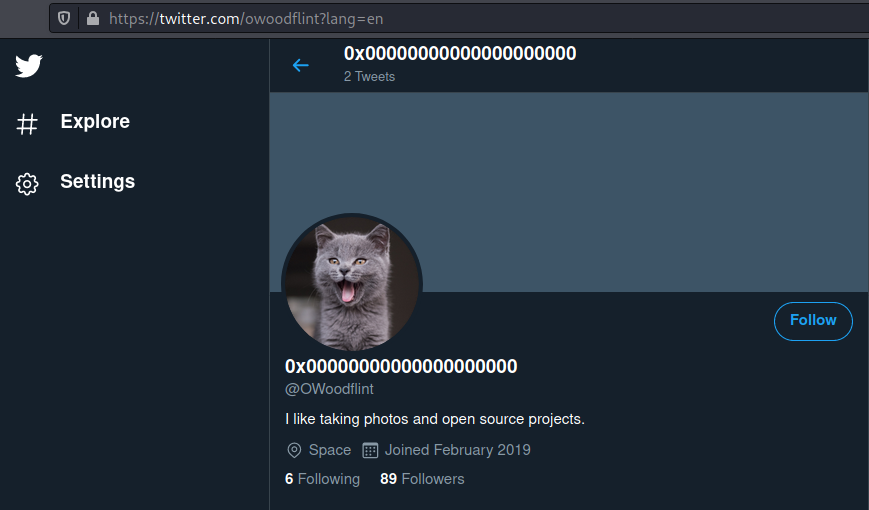 https://twitter.com/owoodflint?lang=en
0x00000000000000000000
2 Tweets
Explore
Settings
Follow
0x00000000000000000000
@OWoodflint
I like taking photos and open source projects.
Space Joined February 2019
6 Following 89 Followers